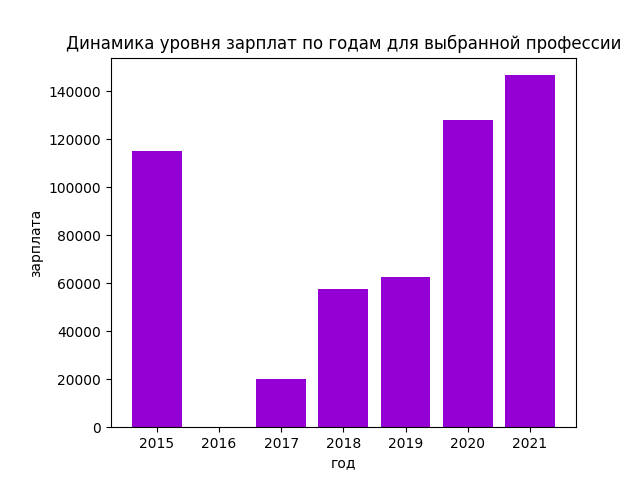 Динамика уровня зарплат по годам для выбранной профессии
140000
120000
100000
80000
60000
40000
20000
0
зарплата
2015 2016 2017 2018 2019 2020 2021
год